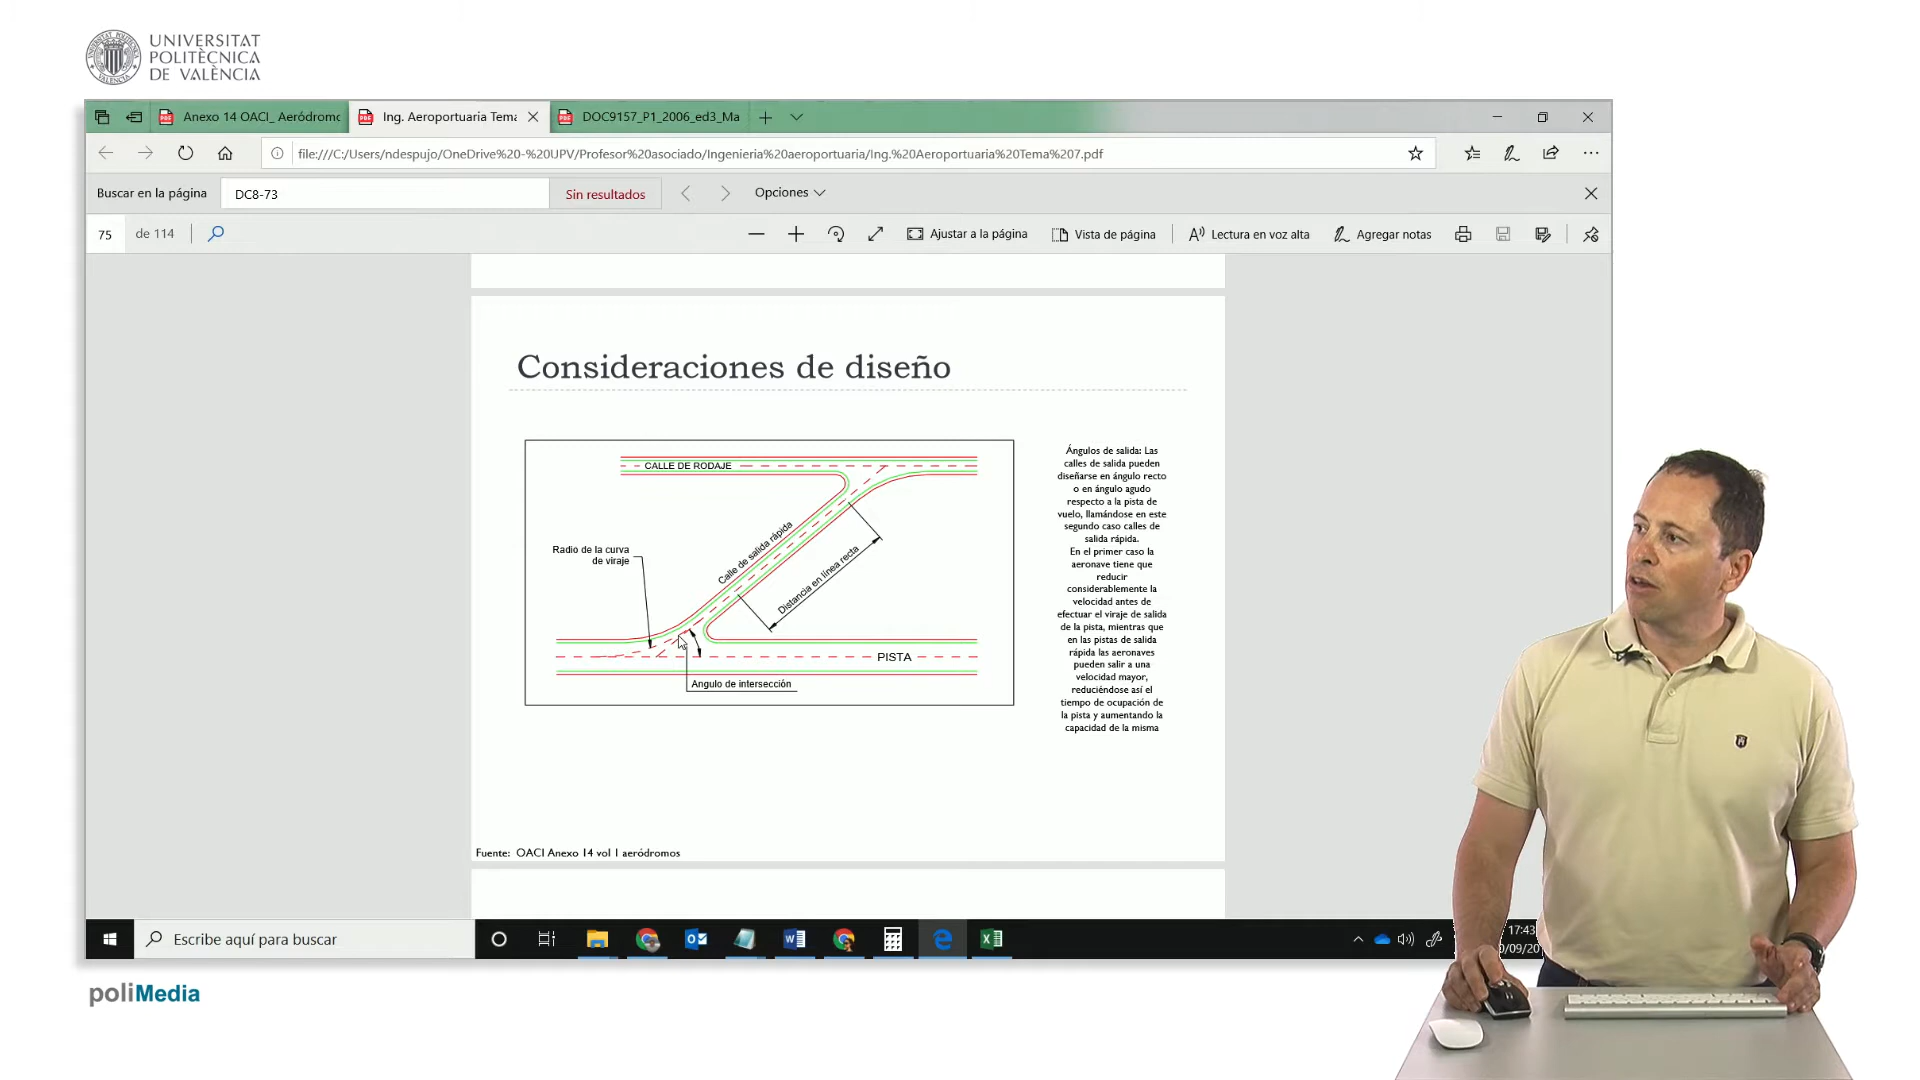 UNIVERSITAT
POLITÈCNICA
DE VALÈNCIA
Anexo 14 OACI_ Aeródromo
Ing. Aeroportuaria Tema
DOC9157_P1_2006_ed3_Ma
file:///C:/Users/ndespujo/OneDrive%20-%20UPV/Profesor%20asociado/Ingenieria%20aeroportuaria/Ing.%20Aeroportuaria%20Tema%207.pdf
Buscar en la página
DC8-73
Sin resultados
Opciones
75
de 114
Ajustar a la página
Vista de página
Lectura en voz alta
Agregar notas
Consideraciones de diseño
CALLE DE RODAJE
Calle de salida rápida
Distancia en línea recta
Radio de la curva
de viraje
PISTA
Angulo de intersección
Ángulos de salida: Las
calles de salida pueden
diseñarse en ángulo recto
o en ángulo agudo
respecto a la pista de
vuelo, llamándose en este
segundo caso calles de
salida rápida.
En el primer caso la
aeronave tiene que
reducir
considerablemente la
velocidad antes de
efectuar el viraje de salida
de la pista, mientras que
en las pistas de salida
rápida las aeronaves
pueden salir a una
velocidad mayor,
reduciéndose así el
tiempo de ocupación de
la pista y aumentando la
capacidad de la misma
Fuente: OACI Anexo 14 vol 1 aeródromos
Escribe aquí para buscar
17:43
0/09/20
poliMedia